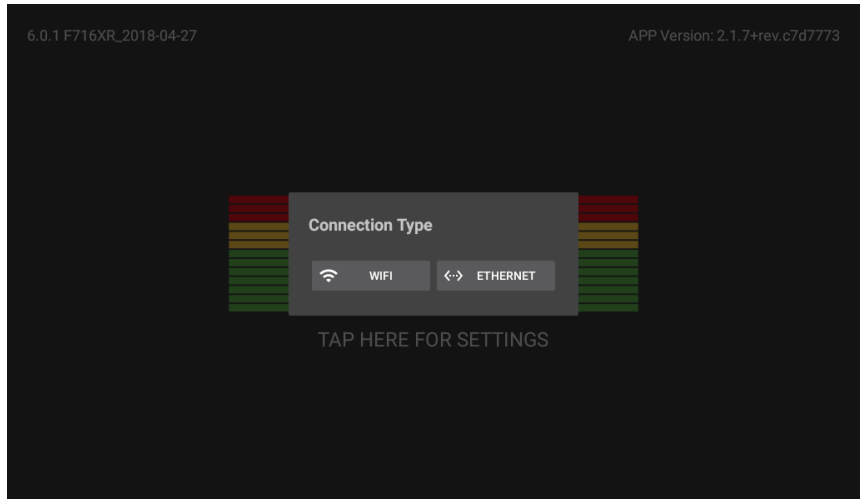 6.0.1 F716XR_2018-04-27
APP Version: 2.1.7+rev.c7d7773
Connection Type
WIFI
ETHERNET
TAP HERE FOR SETTINGS